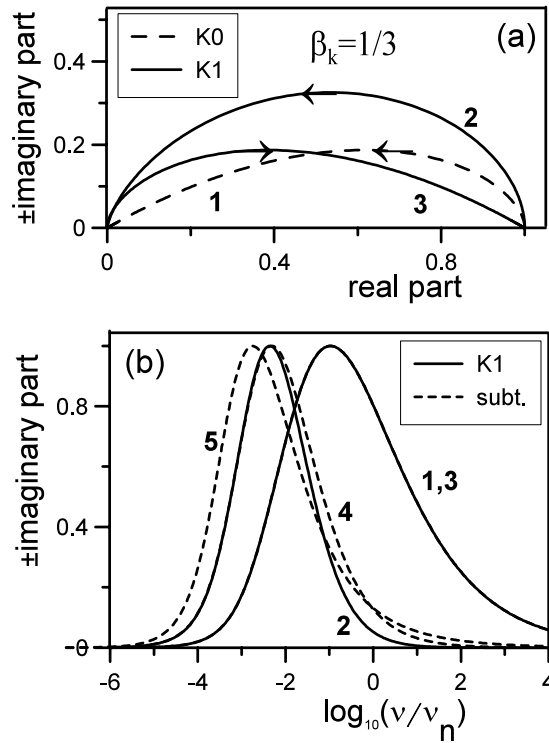 K0
K1
βk=1/3
(a)
±imaginary part
0.4
0.2
0
2
1
3
0
0.4
0.8
real part
(b)
K1
subt.
±imaginary part
0.8
0.4
0
5
1,3
4
2
-6
-4
-2
0
2
4
log10(ν/νn)